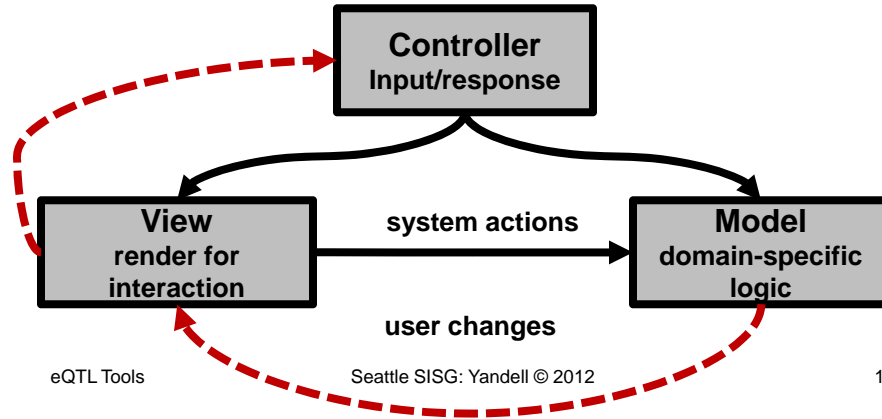 Controller
Input/response
View
render for
interaction
system actions
Model
domain-specific
logic
user changes
eQTL Tools
Seattle SISG: Yandell © 2012
1